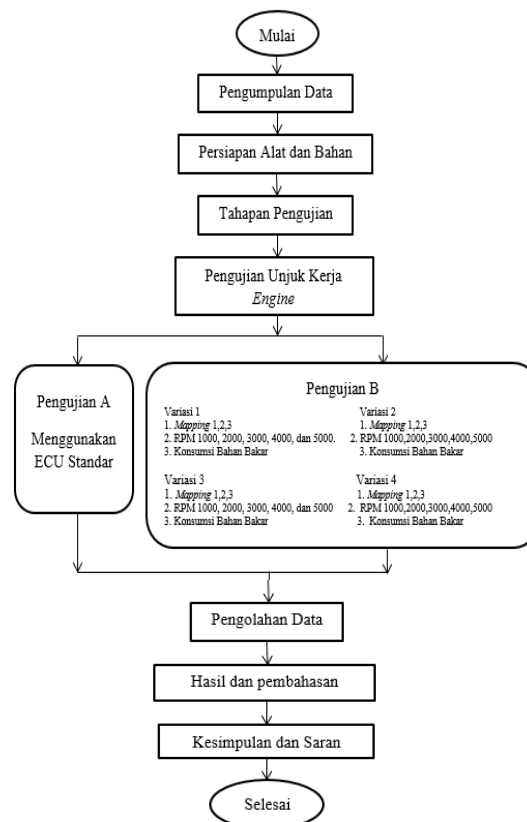 Mulai
Pengumpulan Data
Persiapan Alat dan Bahan
Tahapan Pengujian
Pengujian Unjuk Kerja
Engine
Pengujian A
Menggunakan
ECU Standar
Pengujian B
Variasi 1
1. Mapping 1,2,3
2. RPM 1000, 2000, 3000, 4000, dan 5000.
3. Konsumsi Bahan Bakar
Variasi 2
1. Mapping 1,2,3
2. RPM 1000,2000,3000,4000,5000
3. Konsumsi Bahan Bakar
Variasi 3
1. Mapping 1,2,3
2. RPM 1000, 2000, 3000, 4000, dan 5000
3. Konsumsi Bahan Bakar
Variasi 4
1. Mapping 1,2,3
2. RPM 1000,2000,3000,4000,5000
3. Konsumsi Bahan Bakar
Pengolahan Data
Hasil dan pembahasan
Kesimpulan dan Saran
Selesai